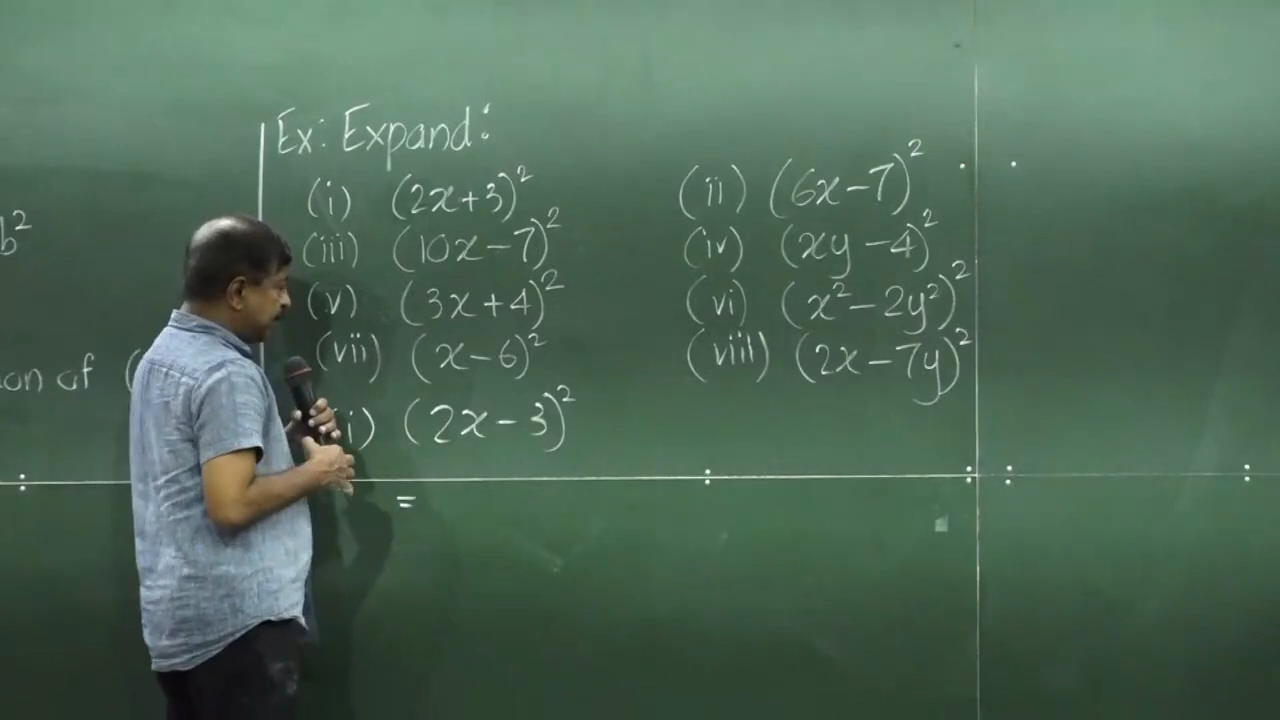 b²
on of (
Ex: Expand:
(i) (2x+3)² (ii) (6x-7)²
(iii) (10x-7)² (iv) (xy-4)²
(v) (3x+4)² (vi) (x²-2y²)²
(vii) (x-6)² (viii) (2x-7y)²
i) (2x-3)²
=